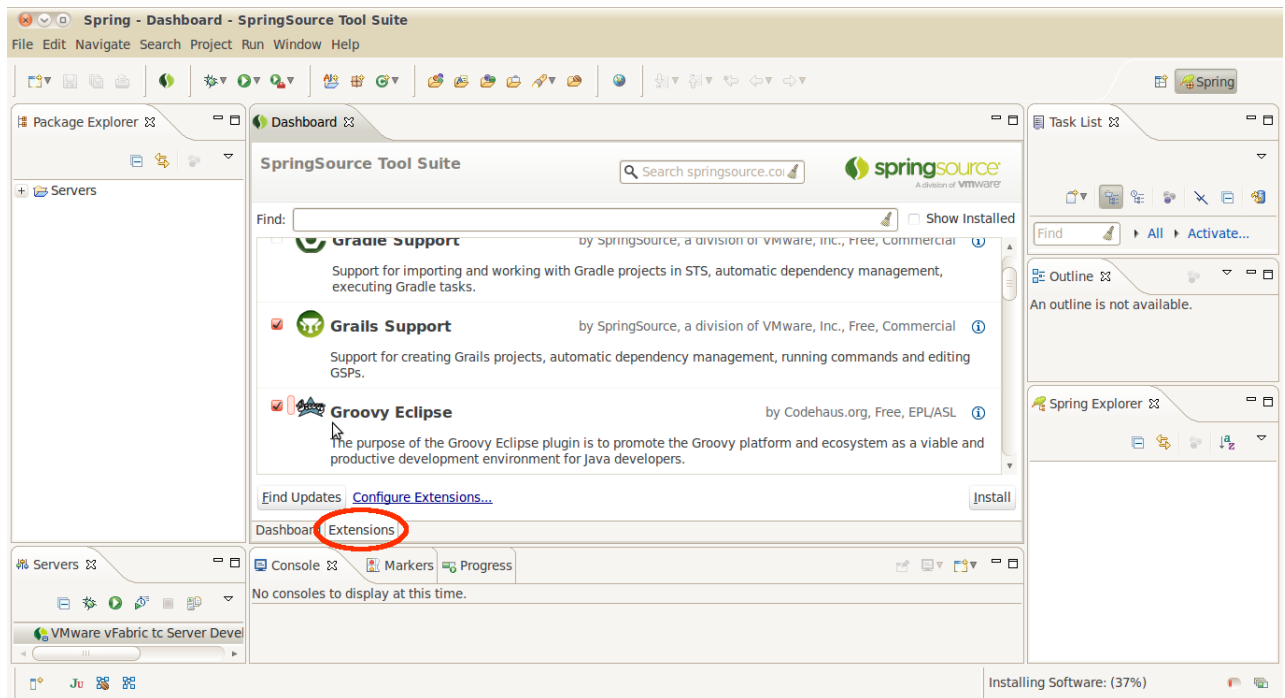 Spring - Dashboard - SpringSource Tool Suite
File Edit Navigate Search Project Run Window Help
Spring
Package Explorer
Servers
Dashboard
SpringSource Tool Suite
Search springsource.co
springsource
A division of vmware
Find:
Show Installed
Gradle Support by SpringSource, a division of VMware, Inc., Free, Commercial
Support for importing and working with Gradle projects in STS, automatic dependency management,
executing Gradle tasks.
Grails Support by SpringSource, a division of VMware, Inc., Free, Commercial
Support for creating Grails projects, automatic dependency management, running commands and editing
GSPs.
Groovy Eclipse by Codehaus.org, Free, EPL/ASL
The purpose of the Groovy Eclipse plugin is to promote the Groovy platform and ecosystem as a viable and
productive development environment for Java developers.
Find Updates Configure Extensions... Install
Dashboard Extensions
Task List
Find All Activate...
Outline
An outline is not available.
Spring Explorer
Servers
VMware vFabric tc Server Devel
Console Markers Progress
No consoles to display at this time.
Ju
Installing Software: (37%)